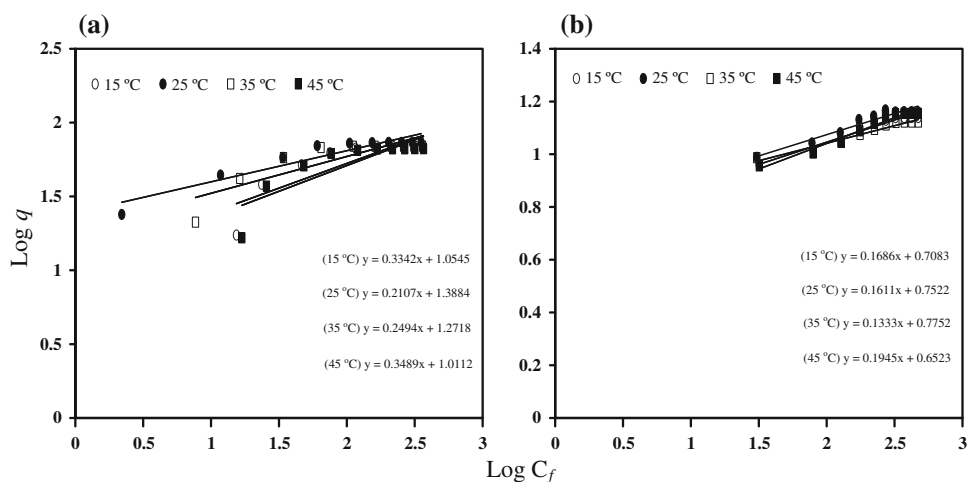 (a)
2.5
2
1.5
1
0.5
0
0 0.5 1 1.5 2 2.5 3
15 ºC 25 ºC 35 ºC 45 ºC
(15 °C) y = 0.3342x + 1.0545
(25 °C) y = 0.2107x + 1.3884
(35 °C) y = 0.2494x + 1.2718
(45 °C) y = 0.3489x + 1.0112
Log q
(b)
1.4
1.2
1
0.8
0.6
0.4
0.2
0
0 0.5 1 1.5 2 2.5 3
15 ºC 25 ºC 35 ºC 45 ºC
(15 °C) y = 0.1686x + 0.7083
(25 °C) y = 0.1611x + 0.7522
(35 °C) y = 0.1333x + 0.7752
(45 °C) y = 0.1945x + 0.6523
Log Cf